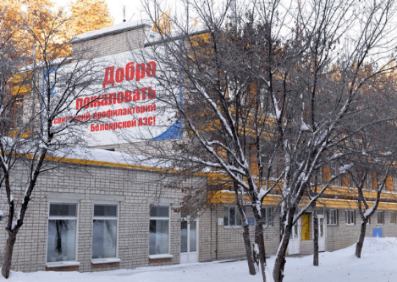 Добро
пожаловать
санаторий профилакторий
Белоярской АЭС!